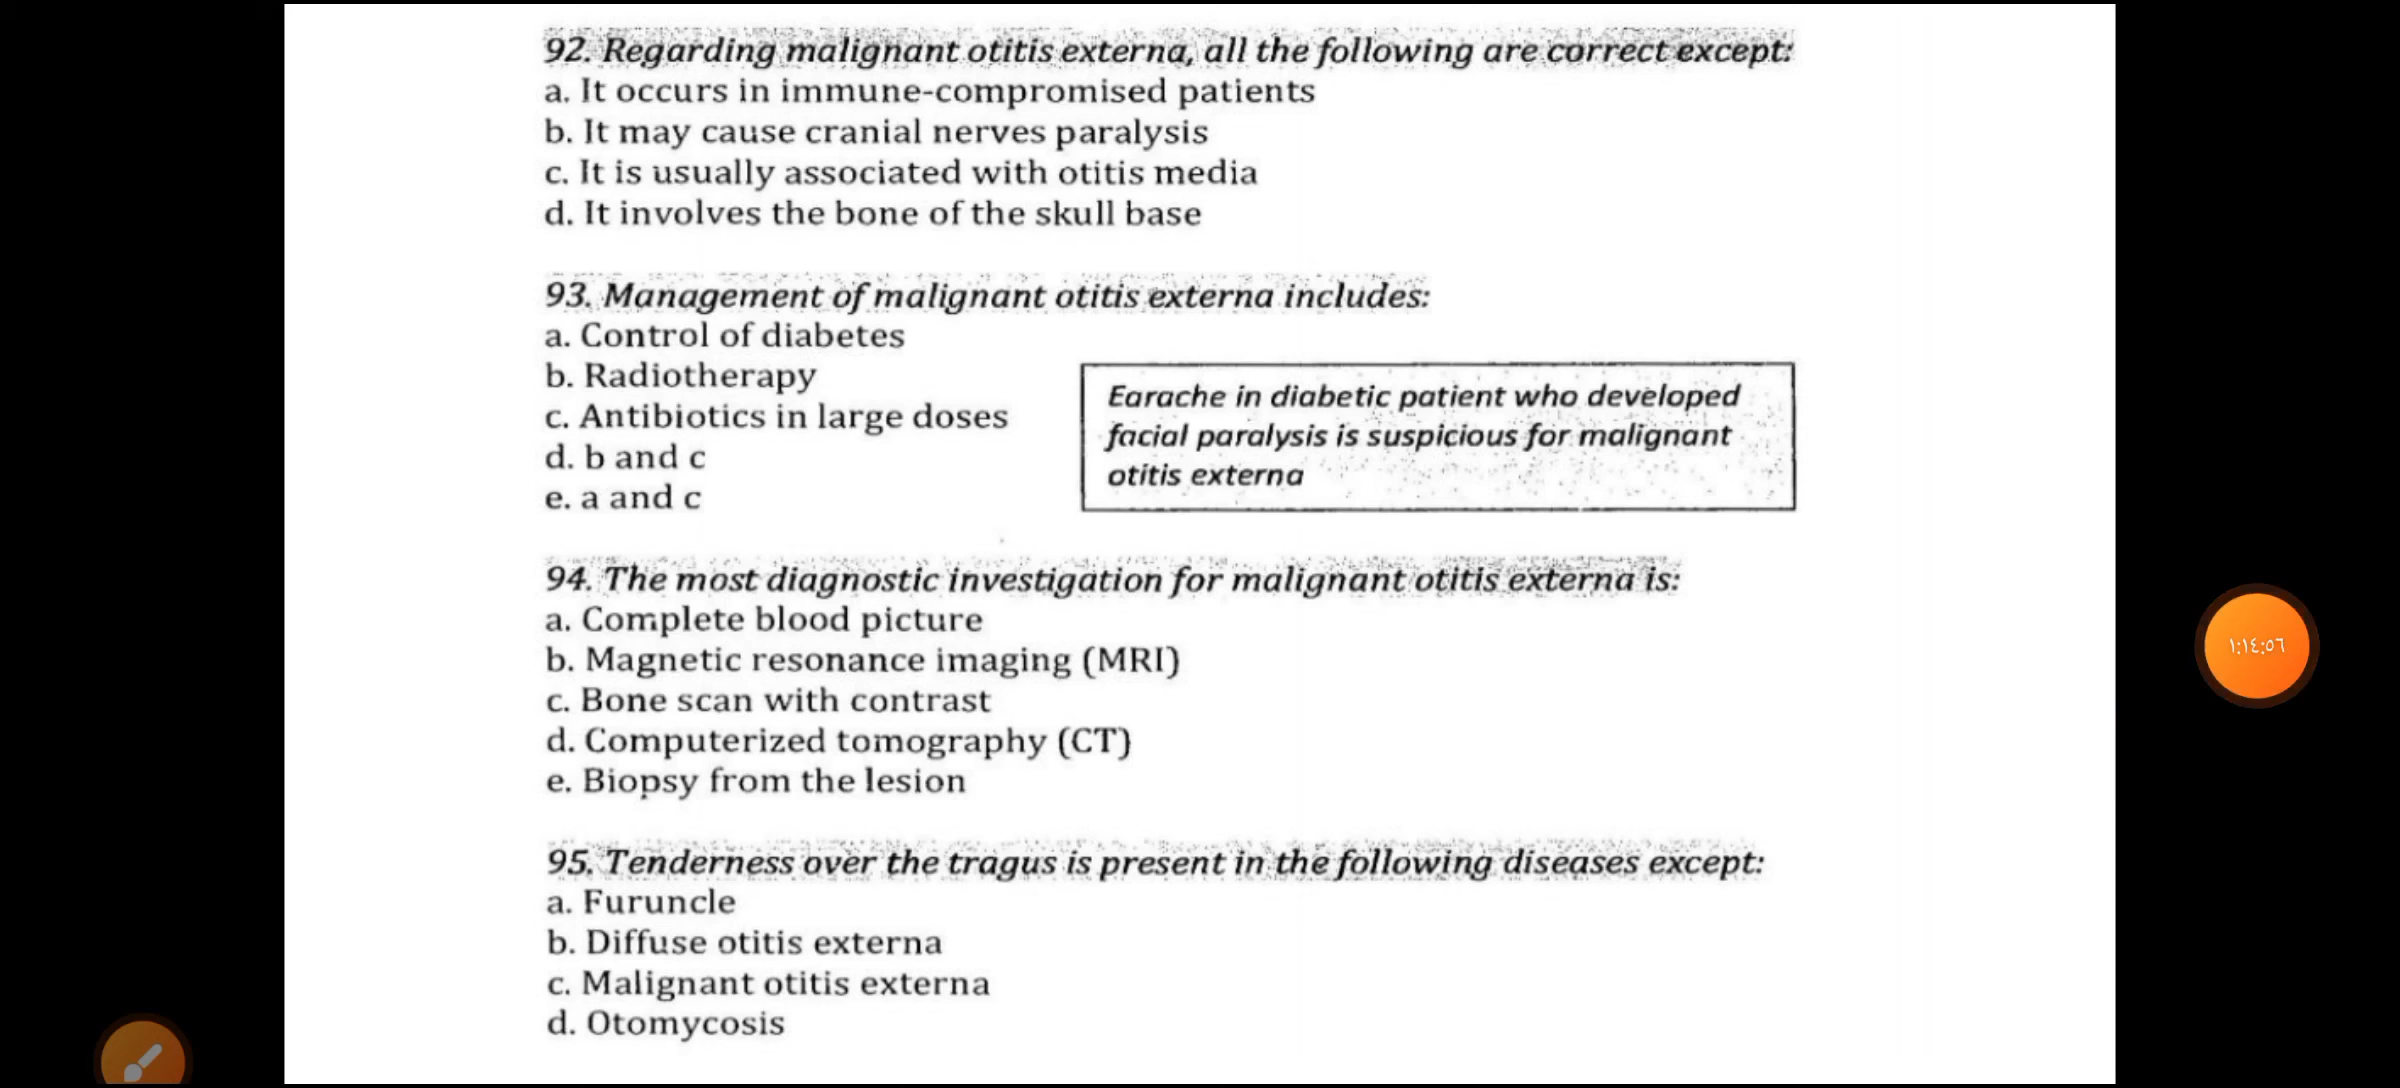 92. Regarding malignant otitis externa, all the following are correct except:
a. It occurs in immune-compromised patients
b. It may cause cranial nerves paralysis
c. It is usually associated with otitis media
d. It involves the bone of the skull base
93. Management of malignant otitis externa includes:
a. Control of diabetes
b. Radiotherapy
c. Antibiotics in large doses
d. b and c
e. a and c
Earache in diabetic patient who developed
facial paralysis is suspicious for malignant
otitis externa
94. The most diagnostic investigation for malignant otitis externa is:
a. Complete blood picture
b. Magnetic resonance imaging (MRI)
c. Bone scan with contrast
d. Computerized tomography (CT)
e. Biopsy from the lesion
95. Tenderness over the tragus is present in the following diseases except:
a. Furuncle
b. Diffuse otitis externa
c. Malignant otitis externa
d. Otomycosis
١:١٤:٥٦